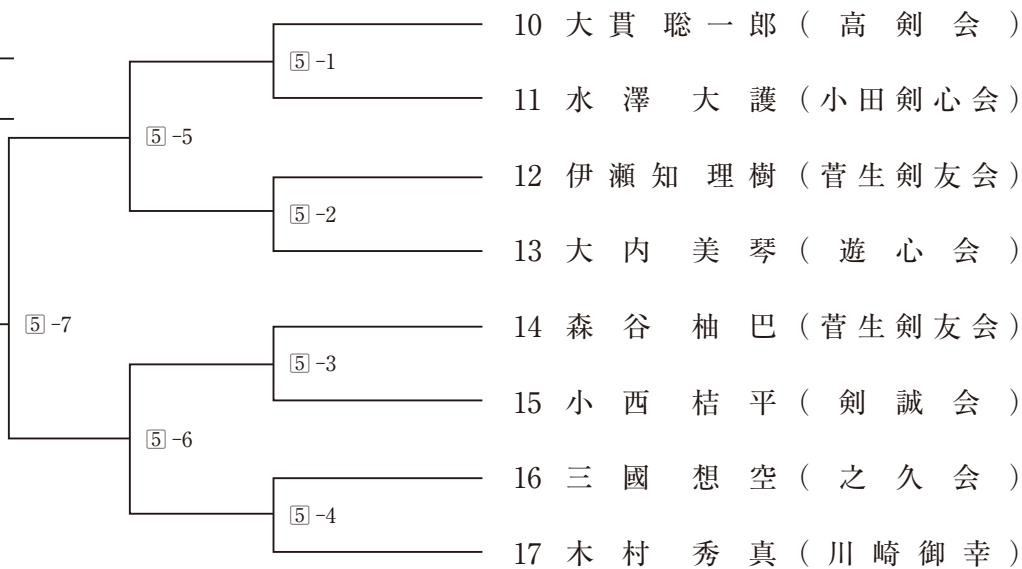 10 大貫 聡一郎 (高剣会)
5-1
11 水澤 大護 (小田剣心会)
5-5
12 伊瀬知 理樹 (菅生剣友会)
5-2
13 大内 美琴 (遊心会)
5-7
14 森谷 柚巴 (菅生剣友会)
5-3
15 小西 桔平 (剣誠会)
5-6
16 三國 想空 (之久会)
5-4
17 木村 秀真 (川崎御幸)